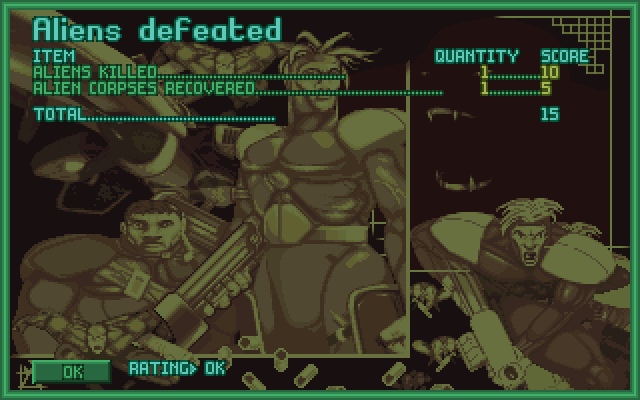 Aliens defeated
ITEM QUANTITY SCORE
ALIENS KILLED 1 10
ALIEN CORPSES RECOVERED 1 5
TOTAL 15
OK RATING> OK